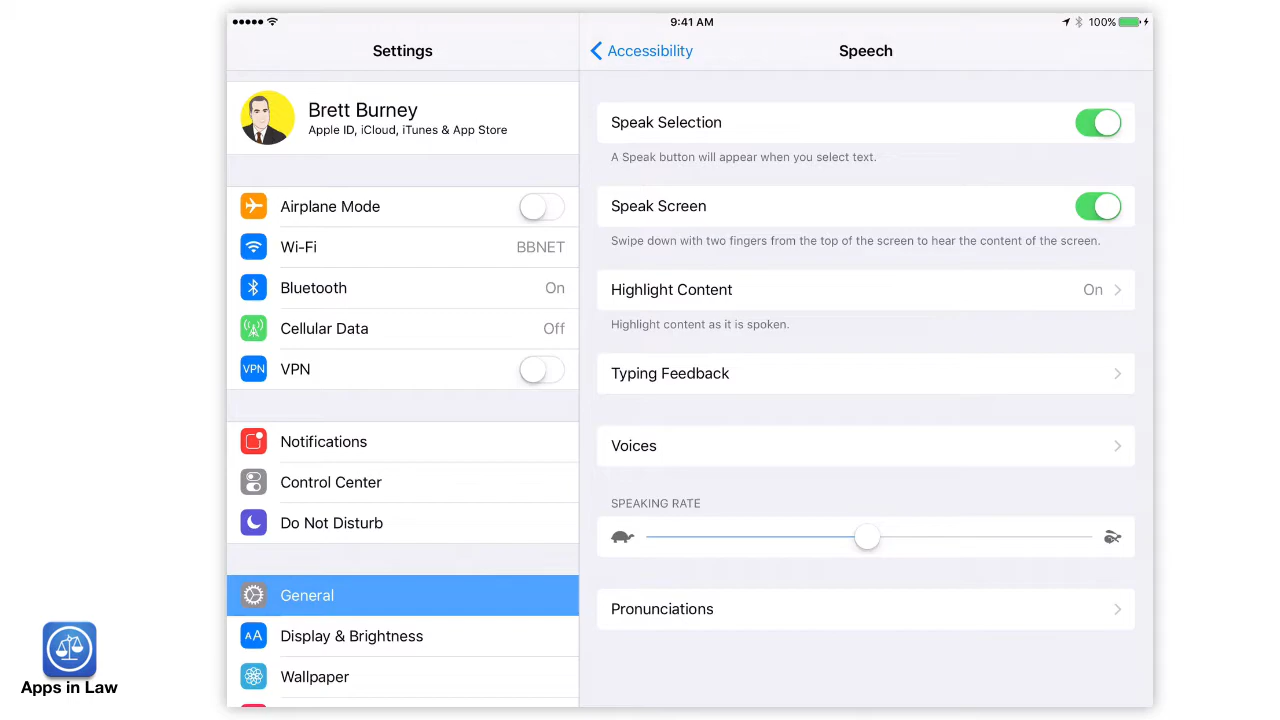 9:41 AM
100%
Settings
Accessibility
Speech
Brett Burney
Apple ID, iCloud, iTunes & App Store
Airplane Mode
Wi-Fi
BBNET
Bluetooth
On
Cellular Data
Off
VPN
VPN
Notifications
Control Center
Do Not Disturb
General
AA
Display & Brightness
Wallpaper
Speak Selection
A Speak button will appear when you select text.
Speak Screen
Swipe down with two fingers from the top of the screen to hear the content of the screen.
Highlight Content
On
Highlight content as it is spoken.
Typing Feedback
Voices
SPEAKING RATE
Pronunciations
Apps in Law